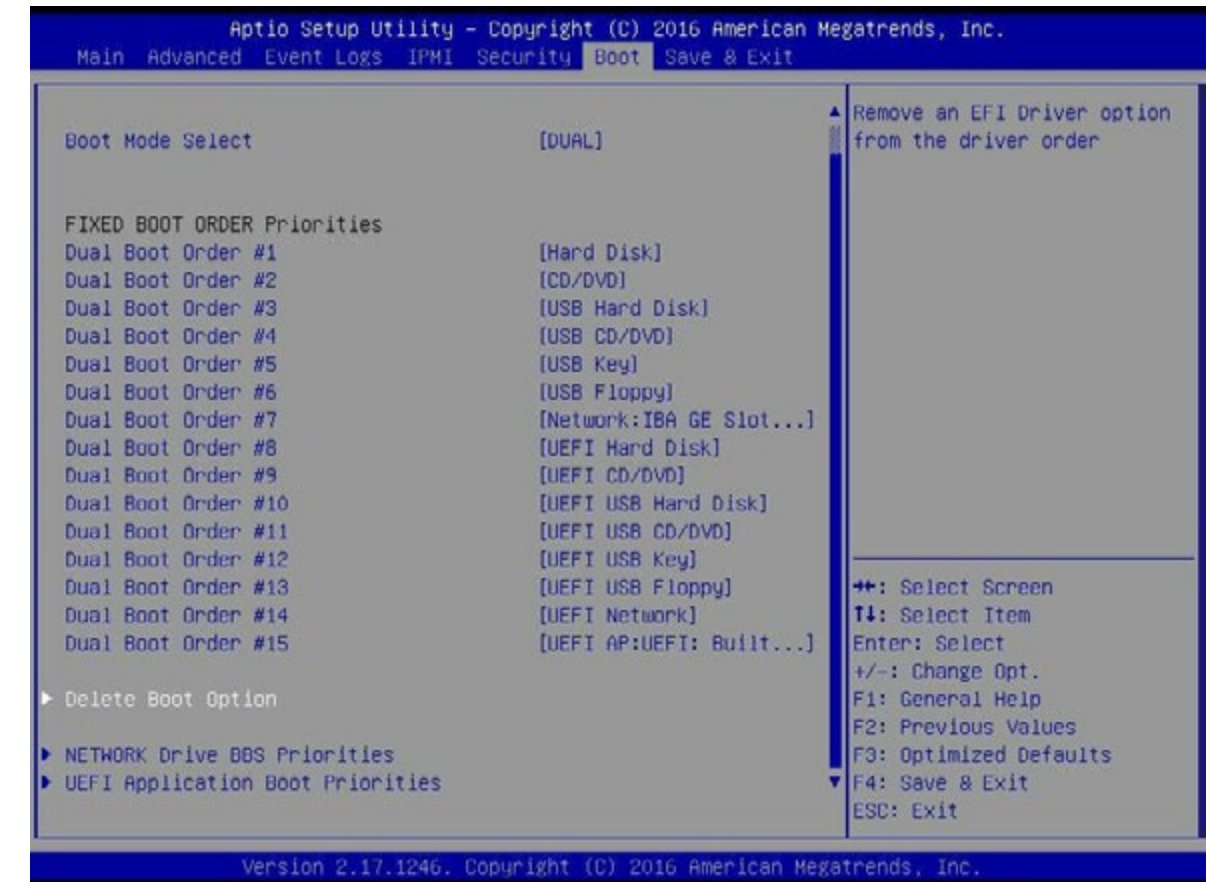 Aptio Setup Utility – Copyright (C) 2016 American Megatrends, Inc.
Main Advanced Event Logs IPMI Security Boot Save & Exit
Boot Mode Select [DUAL]
FIXED BOOT ORDER Priorities
Dual Boot Order #1 [Hard Disk]
Dual Boot Order #2 [CD/DVD]
Dual Boot Order #3 [USB Hard Disk]
Dual Boot Order #4 [USB CD/DVD]
Dual Boot Order #5 [USB Key]
Dual Boot Order #6 [USB Floppy]
Dual Boot Order #7 [Network:IBA GE Slot...]
Dual Boot Order #8 [UEFI Hard Disk]
Dual Boot Order #9 [UEFI CD/DVD]
Dual Boot Order #10 [UEFI USB Hard Disk]
Dual Boot Order #11 [UEFI USB CD/DVD]
Dual Boot Order #12 [UEFI USB Key]
Dual Boot Order #13 [UEFI USB Floppy]
Dual Boot Order #14 [UEFI Network]
Dual Boot Order #15 [UEFI AP:UEFI: Built...]
Delete Boot Option
NETWORK Drive BBS Priorities
UEFI Application Boot Priorities
Remove an EFI Driver option
from the driver order
→←: Select Screen
↑↓: Select Item
Enter: Select
+/-: Change Opt.
F1: General Help
F2: Previous Values
F3: Optimized Defaults
F4: Save & Exit
ESC: Exit
Version 2.17.1246. Copyright (C) 2016 American Megatrends, Inc.